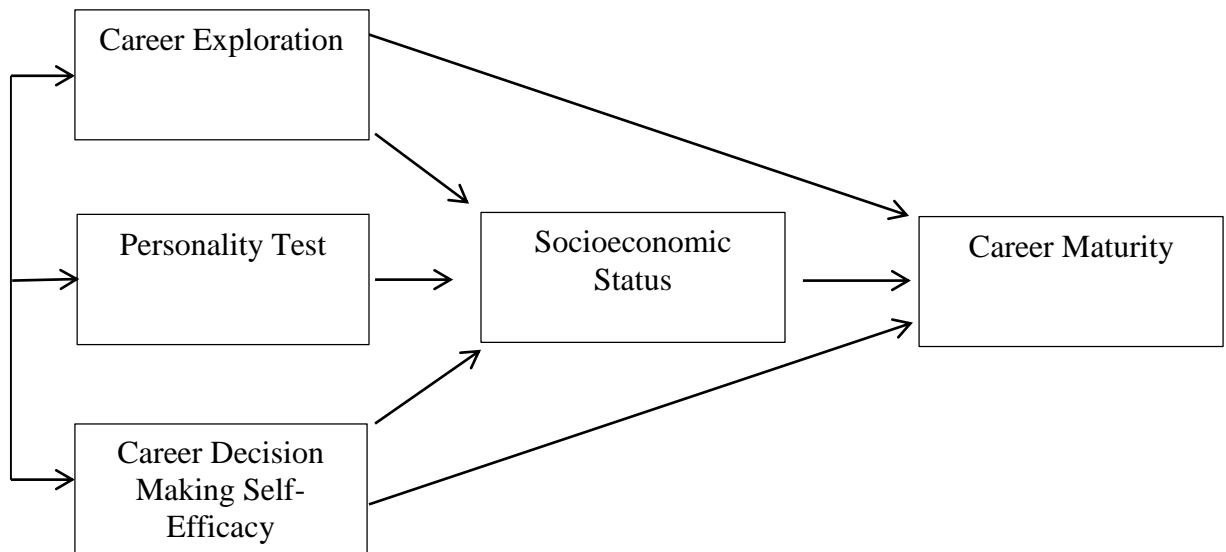 Career Exploration
Personality Test
Socioeconomic
Status
Career Maturity
Career Decision
Making Self-
Efficacy